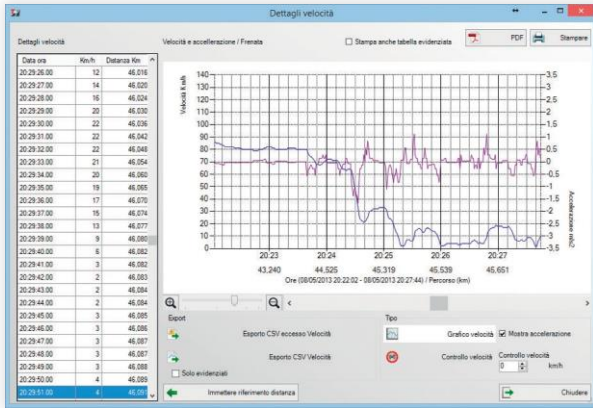 Dettagli velocità
Dettagli velocità
Velocità e accellerazione / Frenata
Stampa anche tabella evidenziata
PDF
Stampare
Data ora Km/h Distanza Km
20:29:26.00 12 46,016
20:29:27.00 14 46,020
20:29:28.00 16 46,024
20:29:29.00 20 46,030
20:29:30.00 22 46,036
20:29:31.00 22 46,042
20:29:32.00 22 46,048
20:29:33.00 21 46,054
20:29:34.00 20 46,060
20:29:35.00 19 46,065
20:29:36.00 17 46,070
20:29:37.00 15 46,074
20:29:38.00 13 46,077
20:29:39.00 9 46,080
20:29:40.00 6 46,082
20:29:41.00 3 46,082
20:29:42.00 2 46,083
20:29:43.00 2 46,084
20:29:44.00 2 46,084
20:29:45.00 3 46,085
20:29:46.00 3 46,086
20:29:47.00 3 46,087
20:29:48.00 3 46,087
20:29:49.00 3 46,088
20:29:50.00 4 46,089
20:29:51.00 4 46,091
Velocità Km/h
140
130
120
110
100
90
80
70
60
50
40
30
20
10
0
3.5
3
2.5
2
1.5
1
0.5
0
-0.5
-1
-1.5
-2
-2.5
-3
-3.5
Accelerazione m/s2
20:23 20:24 20:25 20:26 20:27
43.240 44.525 45.319 45.539 45.651
Ore (08/05/2013 20:22:02 - 08/05/2013 20:27:44) / Percorso (km)
Export
Esporto CSV eccesso Velocità
Esporto CSV Velocità
Solo evidenziati
Immettere riferimento distanza
Tipo
Grafico velocità
Mostra accelerazione
Controllo velocità
Controllo velocità
0 km/h
Chiudere